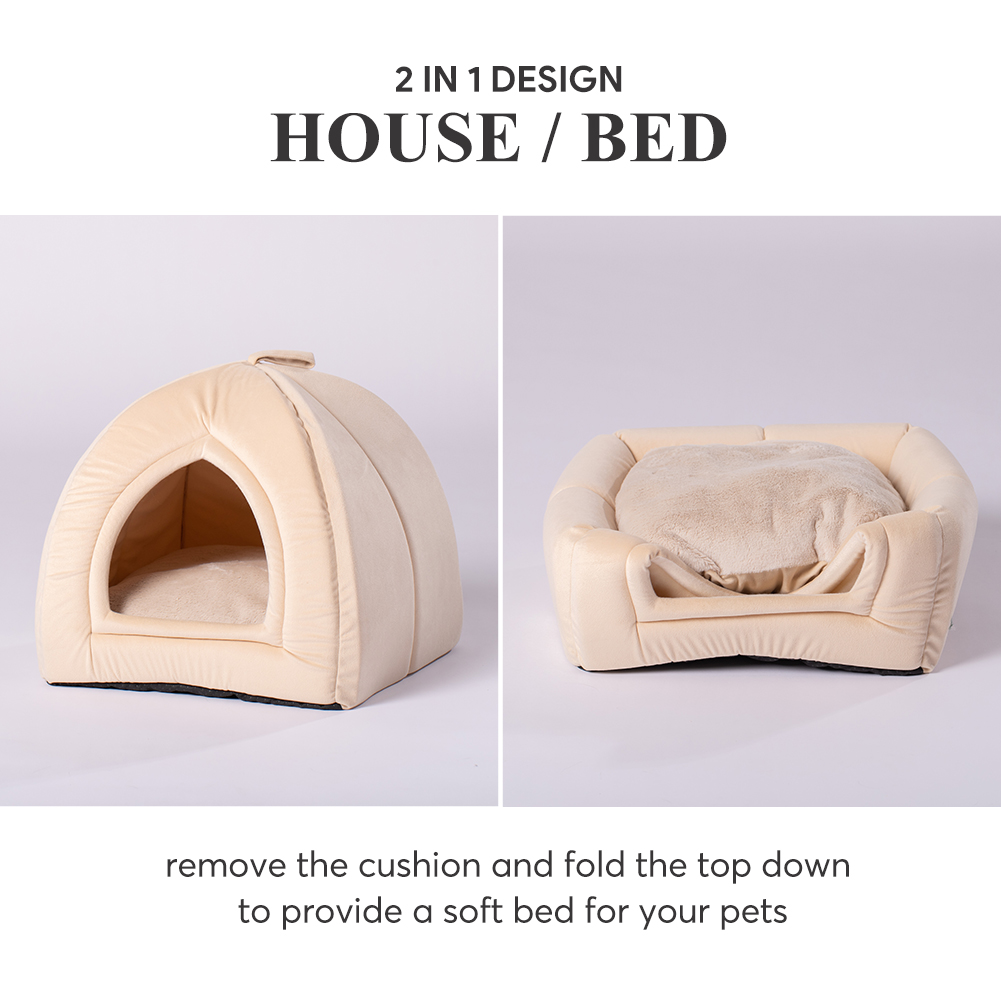 2 IN 1 DESIGN
HOUSE / BED
remove the cushion and fold the top down
to provide a soft bed for your pets